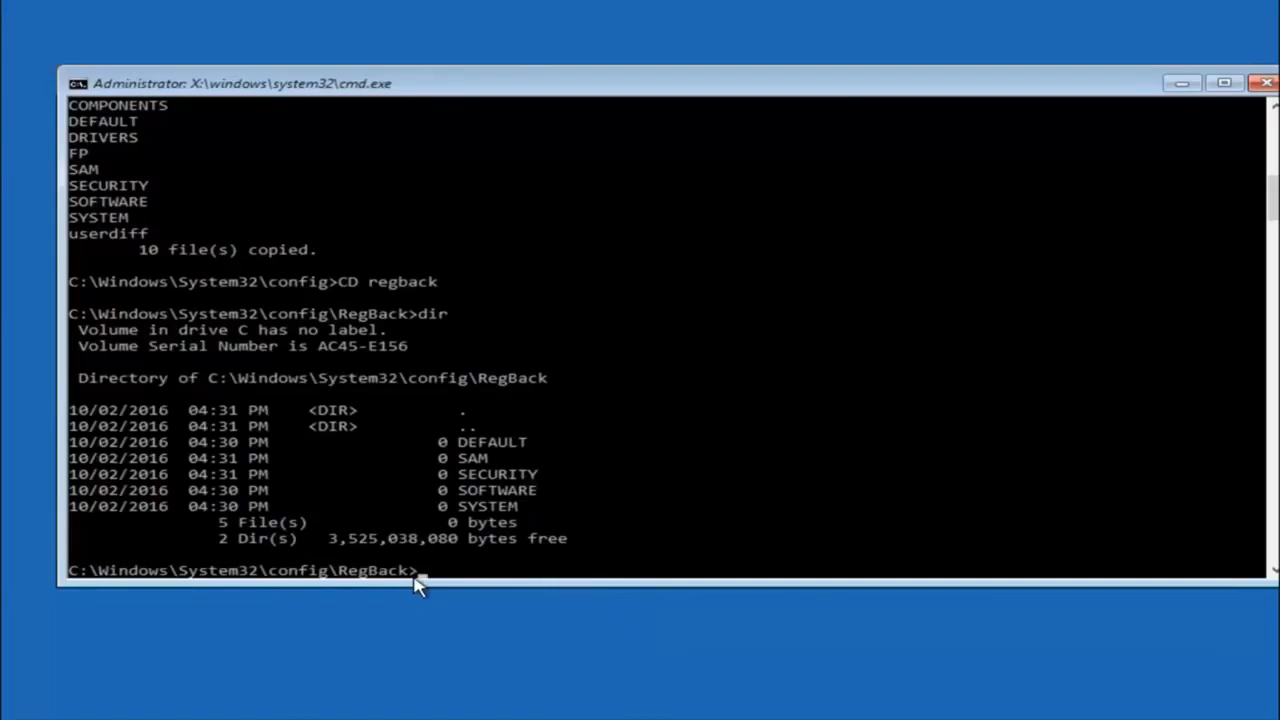 Administrator: X:\windows\system32\cmd.exe
COMPONENTS
DEFAULT
DRIVERS
FP
SAM
SECURITY
SOFTWARE
SYSTEM
userdiff
10 file(s) copied.
C:\Windows\System32\config>CD regback
C:\Windows\System32\config\RegBack>dir
Volume in drive C has no label.
Volume Serial Number is AC45-E156
Directory of C:\Windows\System32\config\RegBack
10/02/2016 04:31 PM <DIR> .
10/02/2016 04:31 PM <DIR> ..
10/02/2016 04:30 PM 0 DEFAULT
10/02/2016 04:31 PM 0 SAM
10/02/2016 04:31 PM 0 SECURITY
10/02/2016 04:30 PM 0 SOFTWARE
10/02/2016 04:30 PM 0 SYSTEM
5 File(s) 0 bytes
2 Dir(s) 3,525,038,080 bytes free
C:\Windows\System32\config\RegBack>_